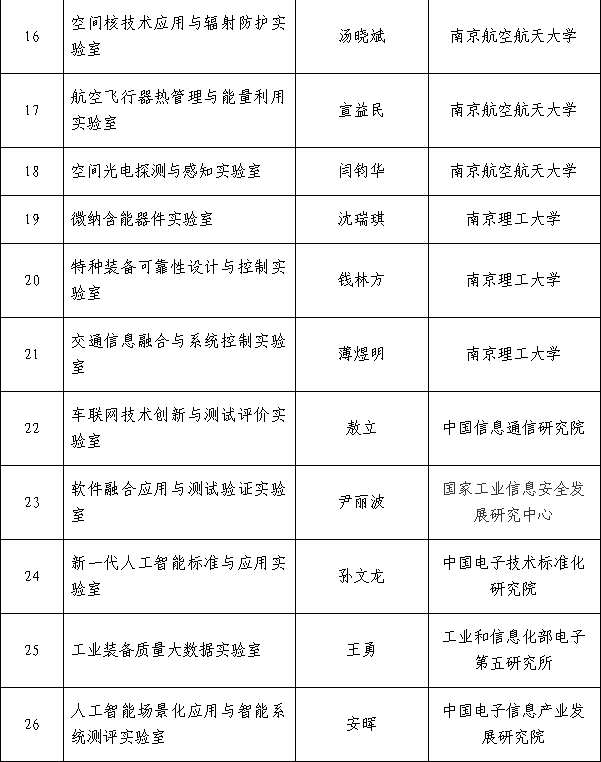 16 空间核技术应用与辐射防护实 汤晓斌 南京航空航天大学
验室
17 航空飞行器热管理与能量利用 宣益民 南京航空航天大学
实验室
18 空间光电探测与感知实验室 闫钧华 南京航空航天大学
19 微纳含能器件实验室 沈瑞琪 南京理工大学
20 特种装备可靠性设计与控制实 钱林方 南京理工大学
验室
21 交通信息融合与系统控制实验 薄煜明 南京理工大学
室
22 车联网技术创新与测试评价实 敖立 中国信息通信研究院
验室
23 软件融合应用与测试验证实验 尹丽波 国家工业信息安全发
室 展研究中心
24 新一代人工智能标准与应用实 孙文龙 中国电子技术标准化
验室 研究院
25 工业装备质量大数据实验室 王勇 工业和信息化部电子
第五研究所
26 人工智能场景化应用与智能系 安晖 中国电子信息产业发
统测评实验室 展研究院